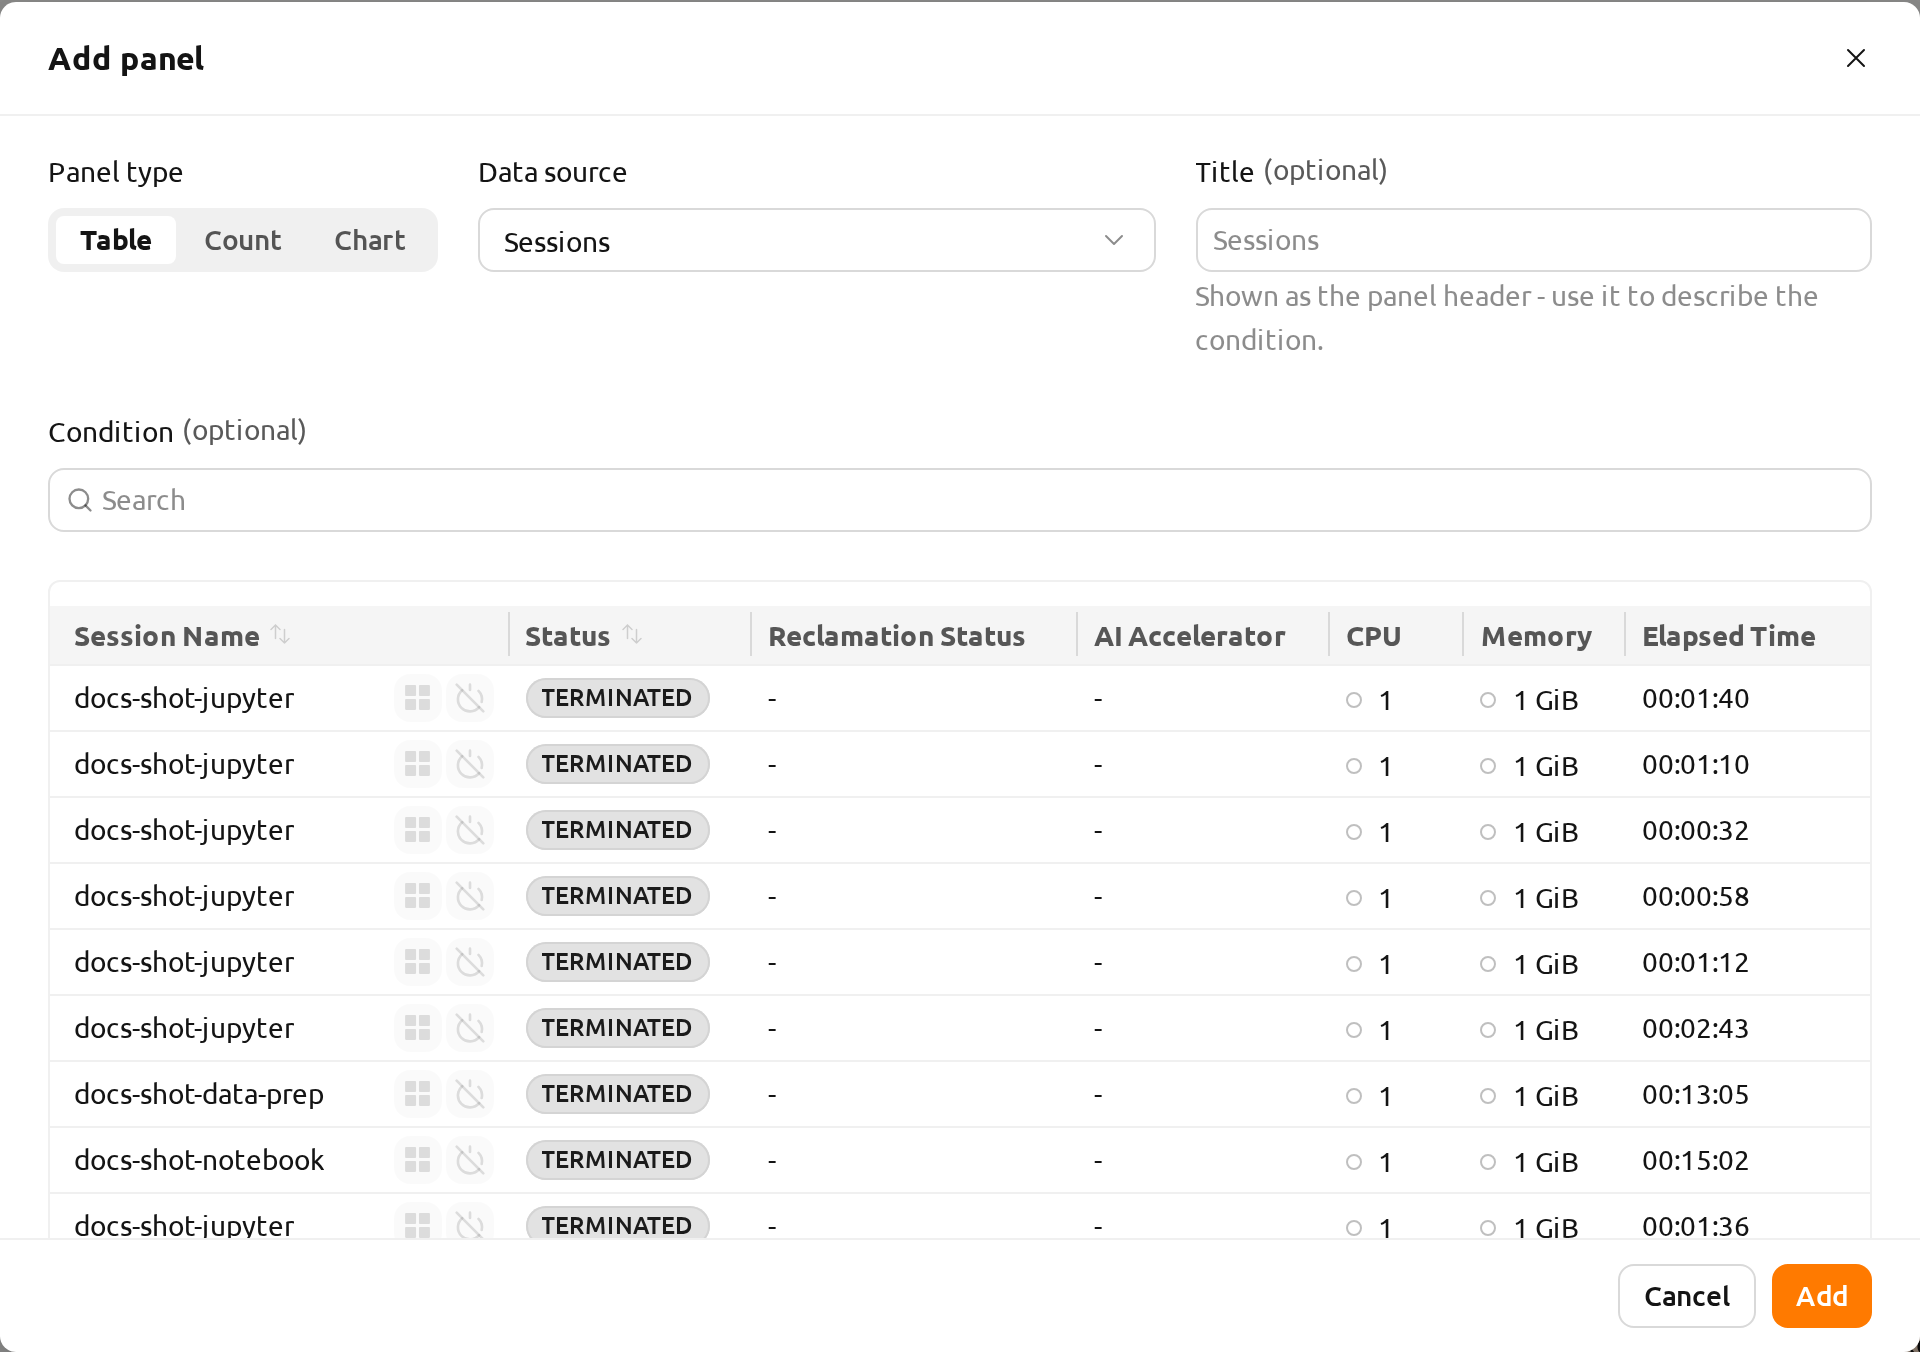 Add panel
Panel type
Data source
Title (optional)
Table Count Chart
Sessions
Sessions
Shown as the panel header - use it to describe the
condition.
Condition (optional)
Search
Session Name Status Reclamation Status AI Accelerator CPU Memory Elapsed Time
docs-shot-jupyter TERMINATED - - 1 1 GiB 00:01:40
docs-shot-jupyter TERMINATED - - 1 1 GiB 00:01:10
docs-shot-jupyter TERMINATED - - 1 1 GiB 00:00:32
docs-shot-jupyter TERMINATED - - 1 1 GiB 00:00:58
docs-shot-jupyter TERMINATED - - 1 1 GiB 00:01:12
docs-shot-jupyter TERMINATED - - 1 1 GiB 00:02:43
docs-shot-data-prep TERMINATED - - 1 1 GiB 00:13:05
docs-shot-notebook TERMINATED - - 1 1 GiB 00:15:02
docs-shot-jupyter TERMINATED - - 1 1 GiB 00:01:36
Cancel Add